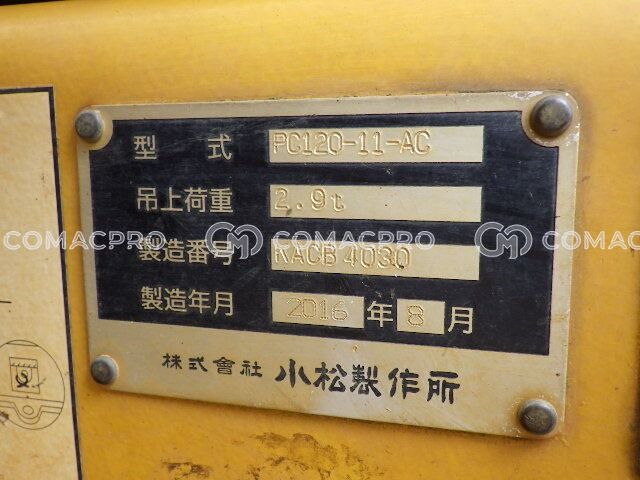 型 式 PC120-11-AC
吊上荷重 2.9t
製造番号 KACB 4030
製造年月 2016 年 8 月
株式會社 小松製作所
COMACPRO COMACPRO COMACPRO